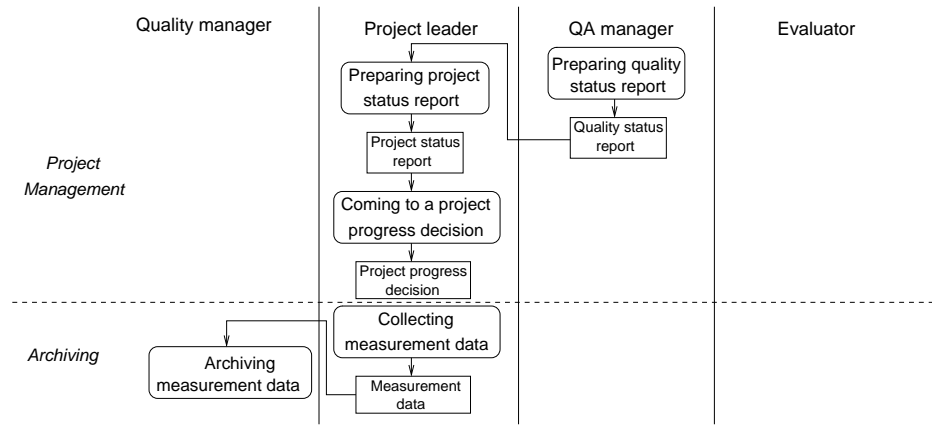 Quality manager
Project leader
QA manager
Evaluator
Preparing project
status report
Preparing quality
status report
Project status
report
Quality status
report
Project
Management
Coming to a project
progress decision
Project progress
decision
Collecting
measurement data
Archiving
Archiving
measurement data
Measurement
data